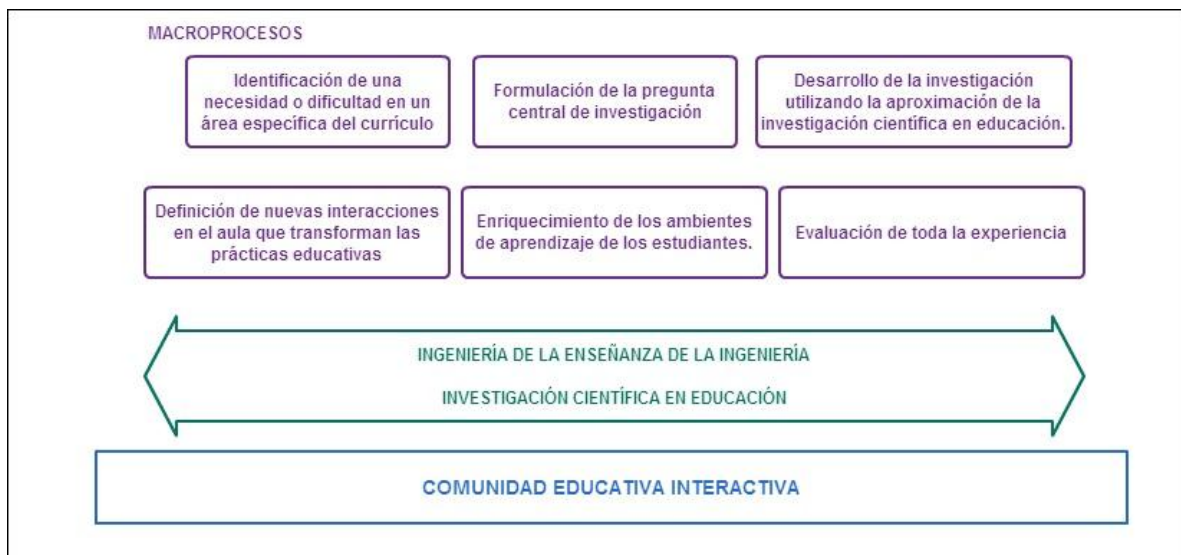 MACROPROCESOS
Identificación de una
necesidad o dificultad en un
área específica del currículo
Formulación de la pregunta
central de investigación
Desarrollo de la investigación
utilizando la aproximación de la
investigación científica en educación.
Definición de nuevas interacciones
en el aula que transforman las
prácticas educativas
Enriquecimiento de los ambientes
de aprendizaje de los estudiantes.
Evaluación de toda la experiencia
INGENIERÍA DE LA ENSEÑANZA DE LA INGENIERÍA
INVESTIGACIÓN CIENTÍFICA EN EDUCACIÓN
COMUNIDAD EDUCATIVA INTERACTIVA